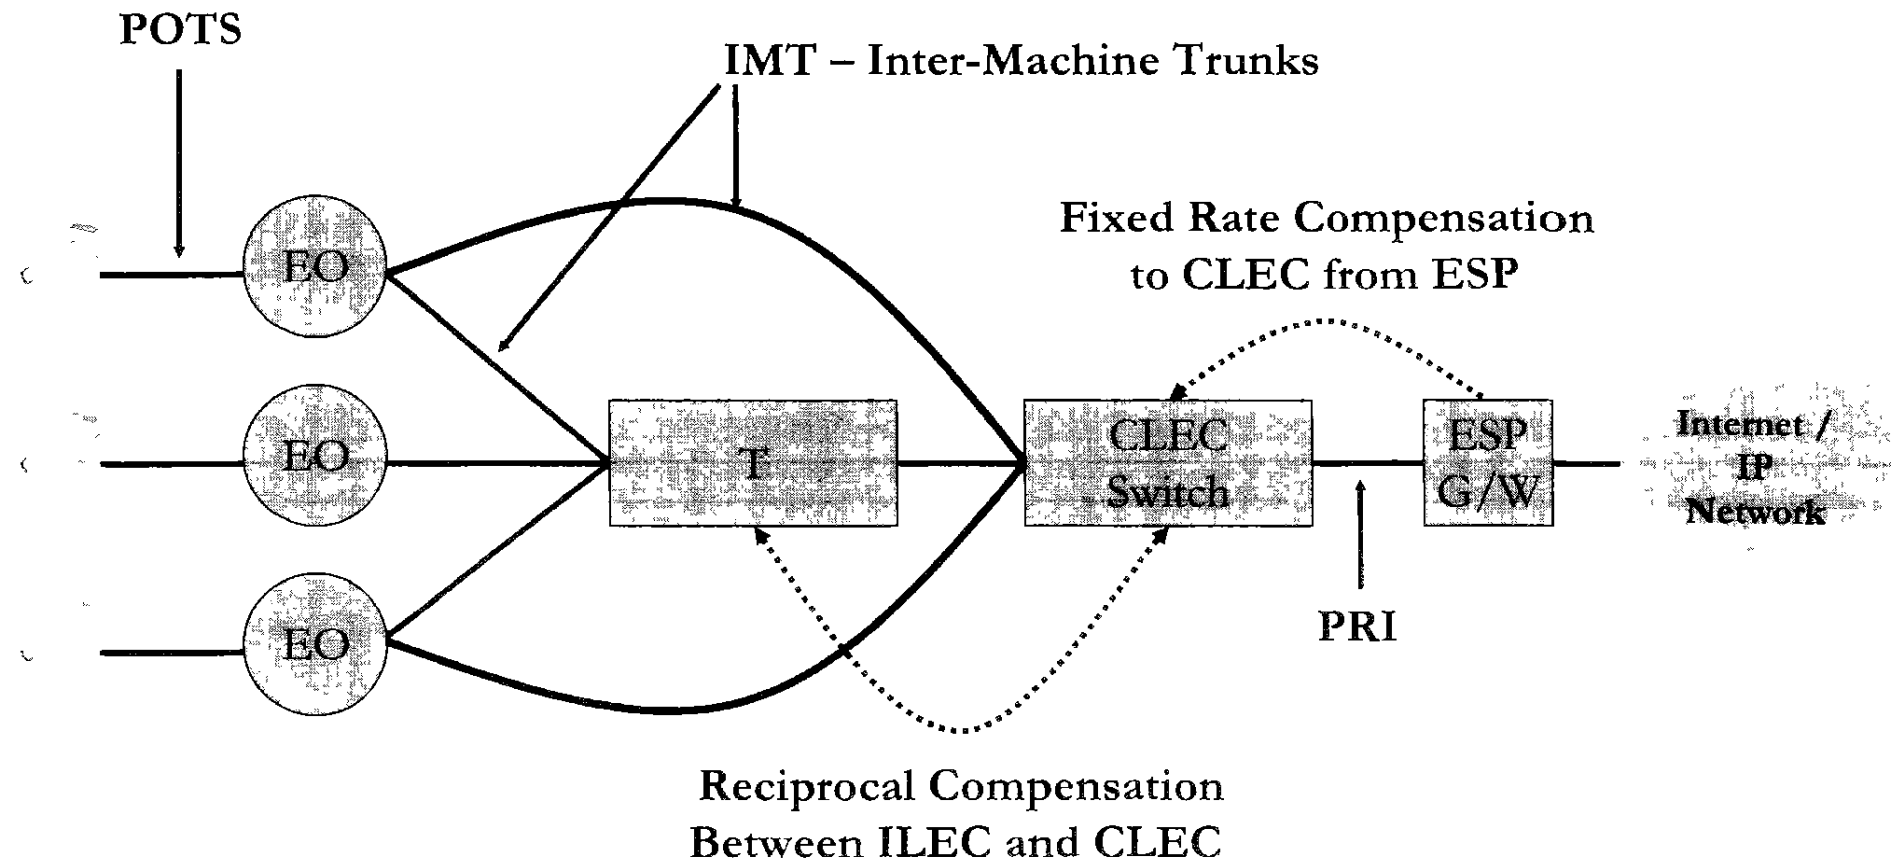 POTS
IMT – Inter-Machine Trunks
Fixed Rate Compensation
to CLEC from ESP
EO
EO
EO
T
CLEC
Switch
ESP
G/W
Internet /
IP
Network
PRI
Reciprocal Compensation
Between ILEC and CLEC